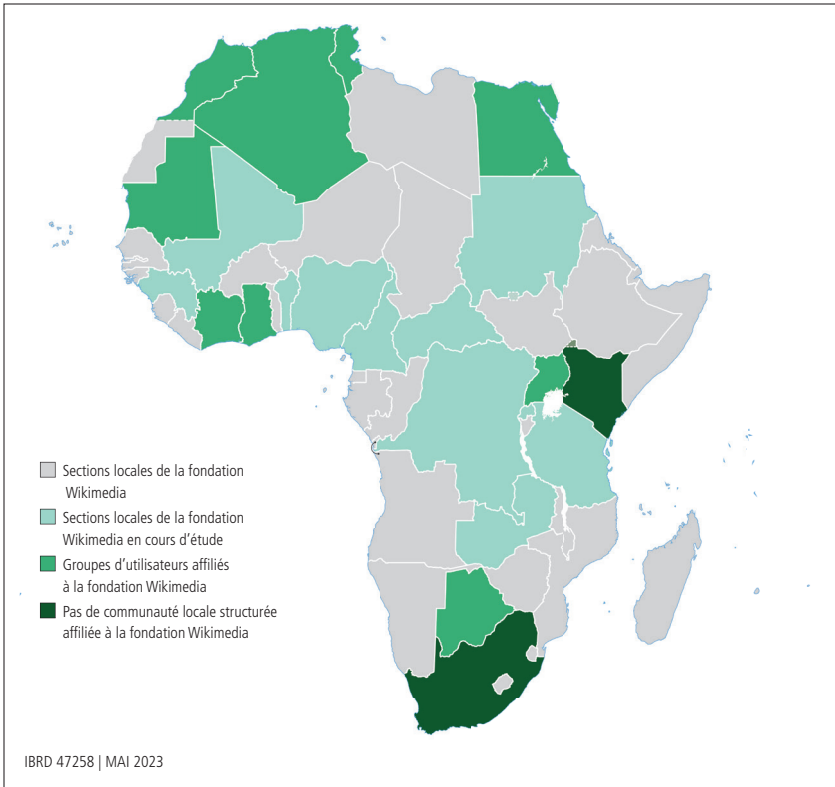 Sections locales de la fondation
Wikimedia
Sections locales de la fondation
Wikimedia en cours d'étude
Groupes d'utilisateurs affiliés
à la fondation Wikimedia
Pas de communauté locale structurée
affiliée à la fondation Wikimedia
IBRD 47258 | MAI 2023